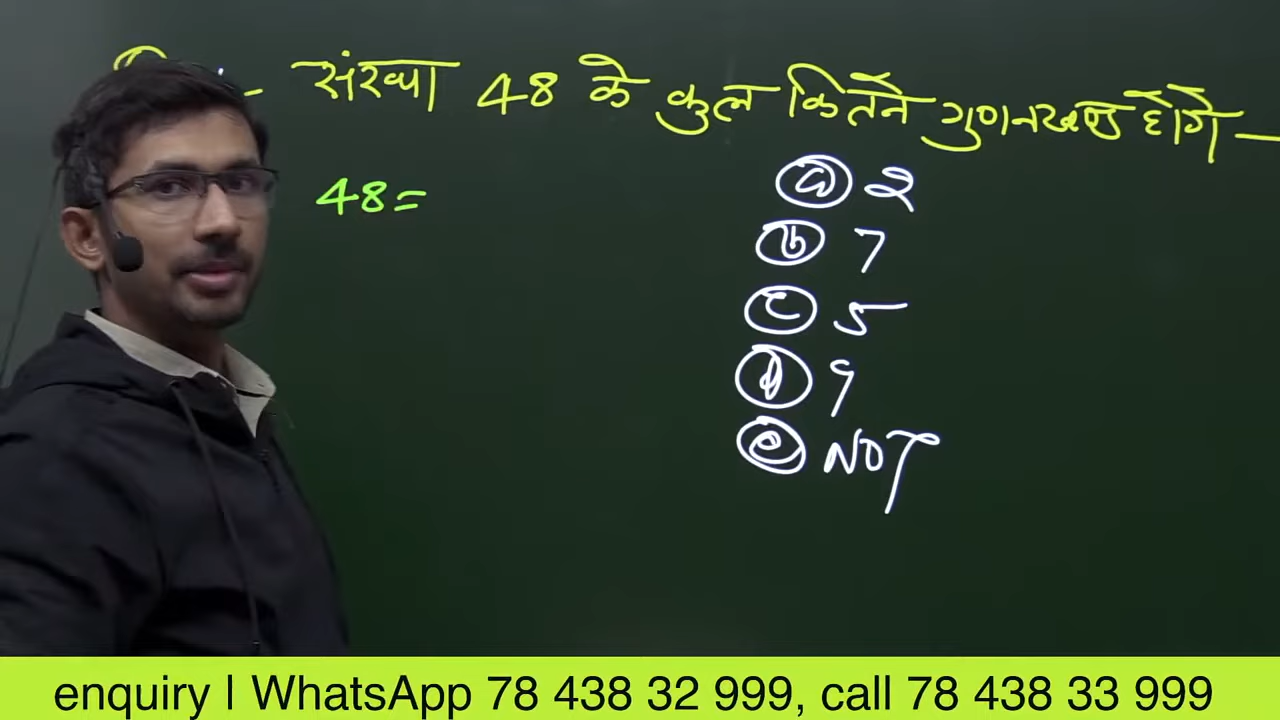 संख्या 48 के कुल कितने गुणनखण्ड होंगे -
48=
(a) 2
(b) 7
(c) 5
(d) 9
(e) NOT
enquiry | WhatsApp 78 438 32 999, call 78 438 33 999